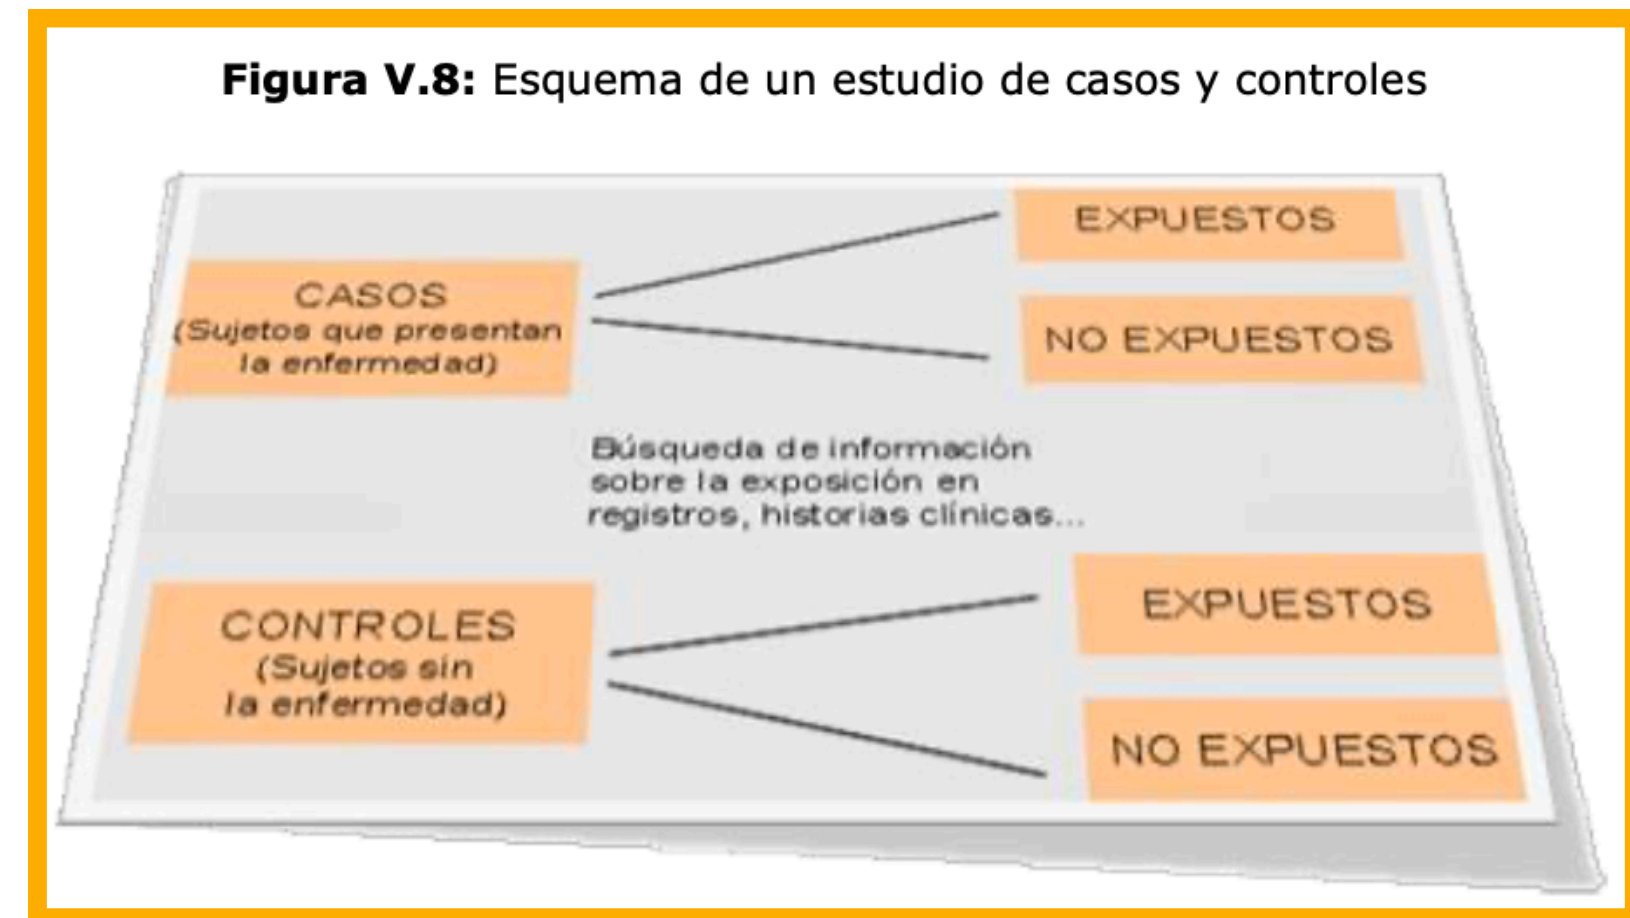 Figura V.8: Esquema de un estudio de casos y controles
EXPUESTOS
CASOS
(Sujetos que presentan
la enfermedad)
NO EXPUESTOS
Búsqueda de información
sobre la exposición en
registros, historias clínicas...
EXPUESTOS
CONTROLES
(Sujetos sin
la enfermedad)
NO EXPUESTOS